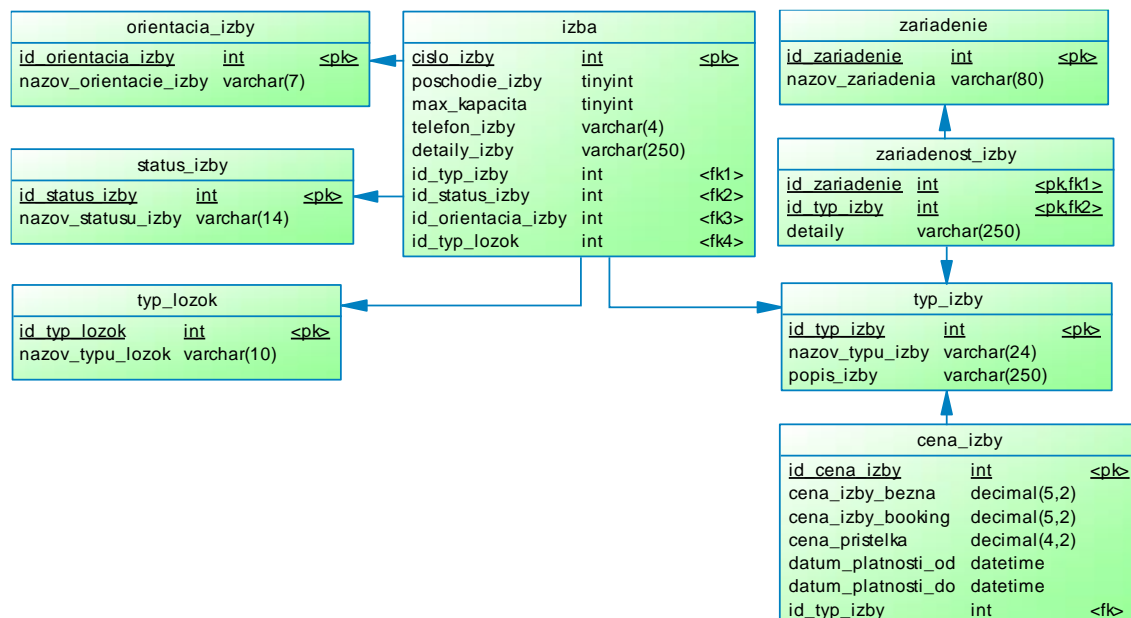 orientacia_izby
id_orientacia_izby int <pk>
nazov_orientacie_izby varchar(7)
status_izby
id_status_izby int <pk>
nazov_statusu_izby varchar(14)
typ_lozok
id_typ_lozok int <pk>
nazov_typu_lozok varchar(10)
izba
cislo_izby int <pk>
poschodie_izby tinyint
max_kapacita tinyint
telefon_izby varchar(4)
detaily_izby varchar(250)
id_typ_izby int <fk1>
id_status_izby int <fk2>
id_orientacia_izby int <fk3>
id_typ_lozok int <fk4>
zariadenie
id_zariadenie int <pk>
nazov_zariadenia varchar(80)
zariadenost_izby
id_zariadenie int <pk,fk1>
id_typ_izby int <pk,fk2>
detaily varchar(250)
typ_izby
id_typ_izby int <pk>
nazov_typu_izby varchar(24)
popis_izby varchar(250)
cena_izby
id_cena_izby int <pk>
cena_izby_bezna decimal(5,2)
cena_izby_booking decimal(5,2)
cena_pristelka decimal(4,2)
datum_platnosti_od datetime
datum_platnosti_do datetime
id_typ_izby int <fk>